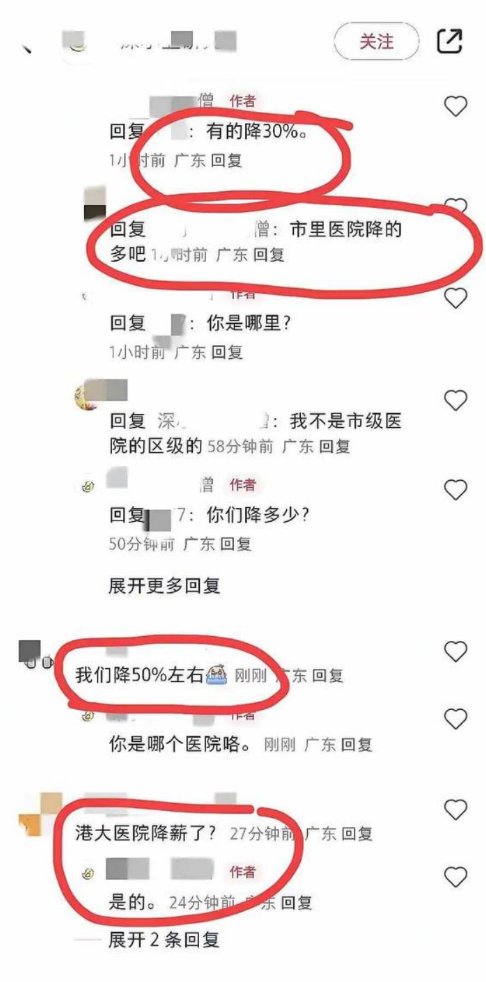 关注
僧 作者
回复 : 有的降30%。
1小时前 广东 回复
回复 僧: 市里医院降的
多吧 1小时前 广东 回复
作者
回复 : 你是哪里?
1小时前 广东 回复
回复 深 : 我不是市级医
院的区级的 58分钟前 广东 回复
僧 作者
回复 7: 你们降多少?
50分钟前 广东 回复
展开更多回复
我们降50%左右 刚刚 广东 回复
作者
你是哪个医院咯。 刚刚 广东 回复
港大医院降薪了? 27分钟前 广东 回复
作者
是的。 24分钟前 广东 回复
展开 2 条回复